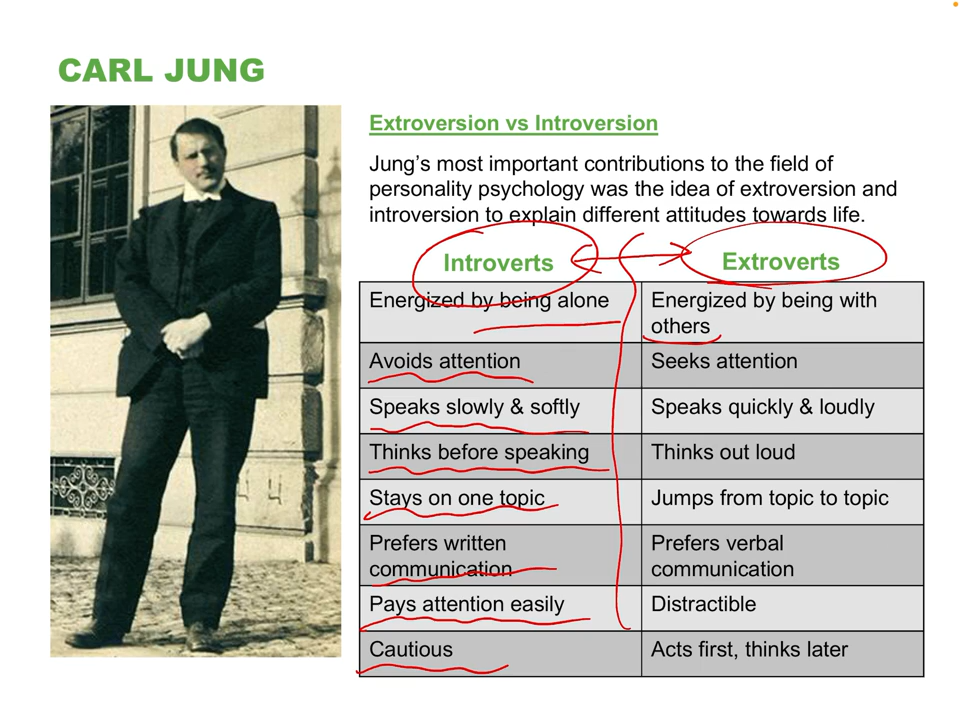 CARL JUNG
Extroversion vs Introversion
Jung’s most important contributions to the field of
personality psychology was the idea of extroversion and
introversion to explain different attitudes towards life.
Introverts Extroverts
Energized by being alone Energized by being with
others
Avoids attention Seeks attention
Speaks slowly & softly Speaks quickly & loudly
Thinks before speaking Thinks out loud
Stays on one topic Jumps from topic to topic
Prefers written Prefers verbal
communication communication
Pays attention easily Distractible
Cautious Acts first, thinks later